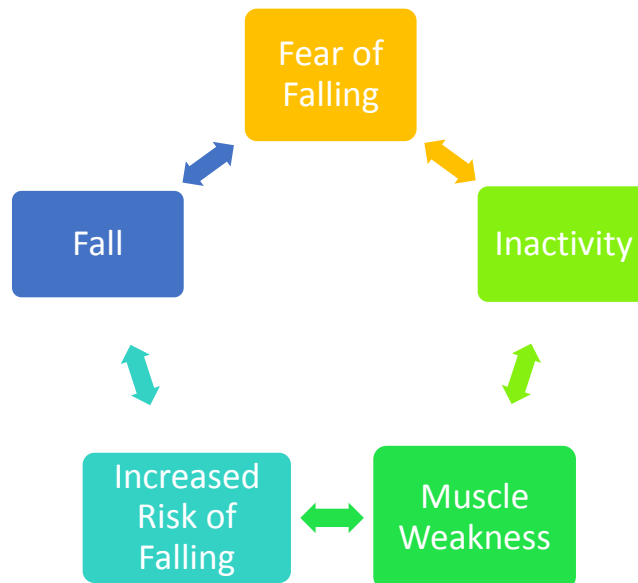 Fear of
Falling
Inactivity
Muscle
Weakness
Increased
Risk of
Falling
Fall